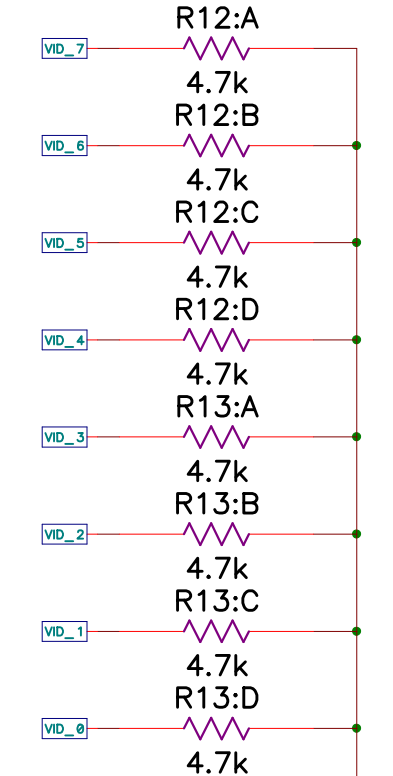 R12:A
VID_7
4.7k
R12:B
VID_6
4.7k
R12:C
VID_5
4.7k
R12:D
VID_4
4.7k
R13:A
VID_3
4.7k
R13:B
VID_2
4.7k
R13:C
VID_1
4.7k
R13:D
VID_0
4.7k